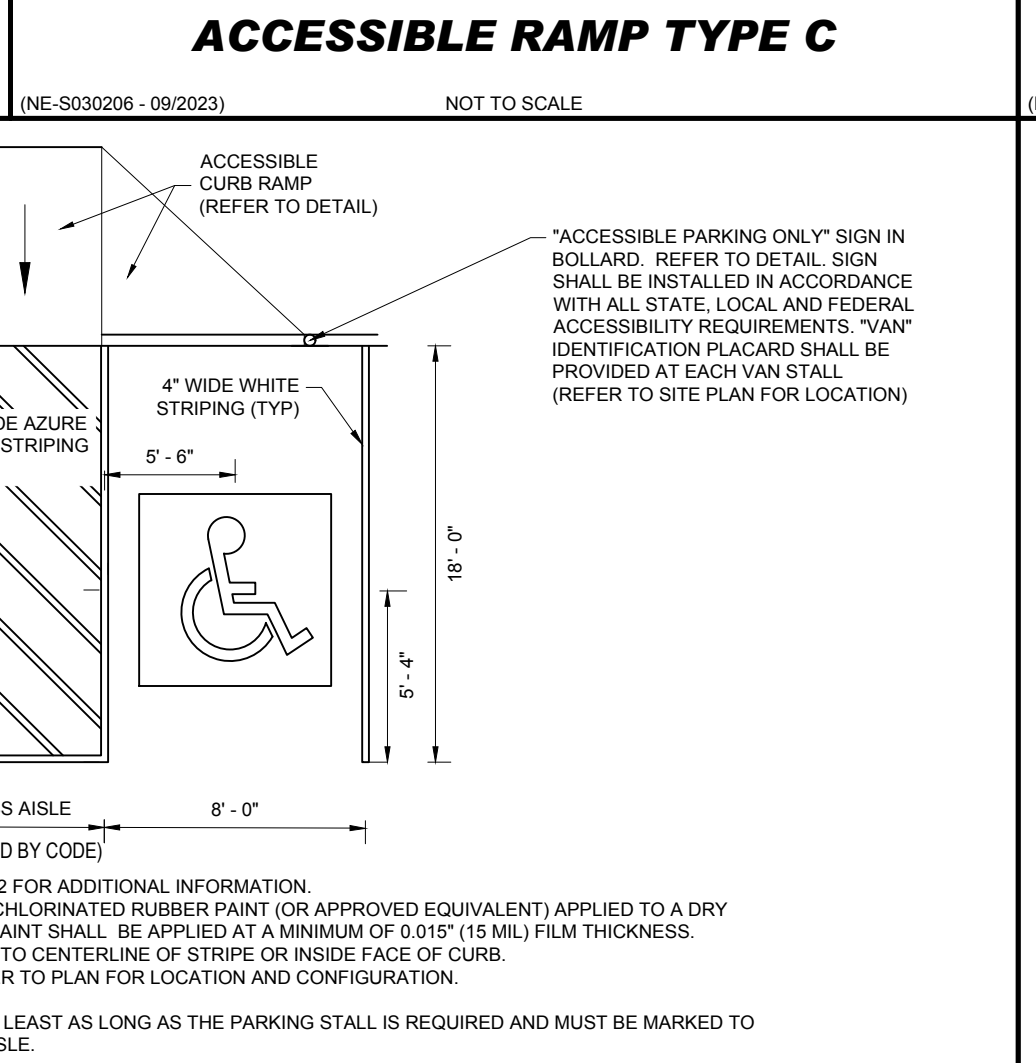 ACCESSIBLE RAMP TYPE C
(NE-S030206 - 09/2023)
NOT TO SCALE
(
ACCESSIBLE
CURB RAMP
(REFER TO DETAIL)
"ACCESSIBLE PARKING ONLY" SIGN IN
BOLLARD. REFER TO DETAIL. SIGN
SHALL BE INSTALLED IN ACCORDANCE
WITH ALL STATE, LOCAL AND FEDERAL
ACCESSIBILITY REQUIREMENTS. "VAN"
IDENTIFICATION PLACARD SHALL BE
PROVIDED AT EACH VAN STALL
(REFER TO SITE PLAN FOR LOCATION)
4" WIDE WHITE
STRIPING (TYP)
DE AZURE
STRIPING
5' - 6"
18' - 0"
5' - 4"
S AISLE
8' - 0"
D BY CODE)
2 FOR ADDITIONAL INFORMATION.
CHLORINATED RUBBER PAINT (OR APPROVED EQUIVALENT) APPLIED TO A DRY
AINT SHALL BE APPLIED AT A MINIMUM OF 0.015" (15 MIL) FILM THICKNESS.
TO CENTERLINE OF STRIPE OR INSIDE FACE OF CURB.
R TO PLAN FOR LOCATION AND CONFIGURATION.
LEAST AS LONG AS THE PARKING STALL IS REQUIRED AND MUST BE MARKED TO
SLE.